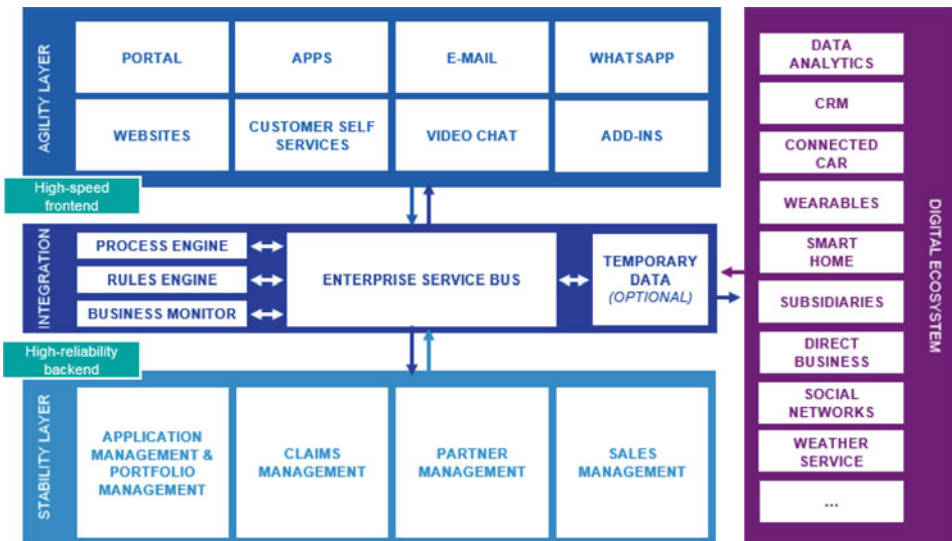 AGILITY LAYER
PORTAL
APPS
E-MAIL
WHATSAPP
WEBSITES
CUSTOMER SELF
SERVICES
VIDEO CHAT
ADD-INS
High-speed
frontend
INTEGRATION
PROCESS ENGINE
RULES ENGINE
BUSINESS MONITOR
ENTERPRISE SERVICE BUS
TEMPORARY
DATA
(OPTIONAL)
High-reliability
backend
STABILITY LAYER
APPLICATION
MANAGEMENT &
PORTFOLIO
MANAGEMENT
CLAIMS
MANAGEMENT
PARTNER
MANAGEMENT
SALES
MANAGEMENT
DATA
ANALYTICS
CRM
CONNECTED
CAR
WEARABLES
SMART
HOME
SUBSIDIARIES
DIRECT
BUSINESS
SOCIAL
NETWORKS
WEATHER
SERVICE
...
DIGITAL ECOSYSTEM